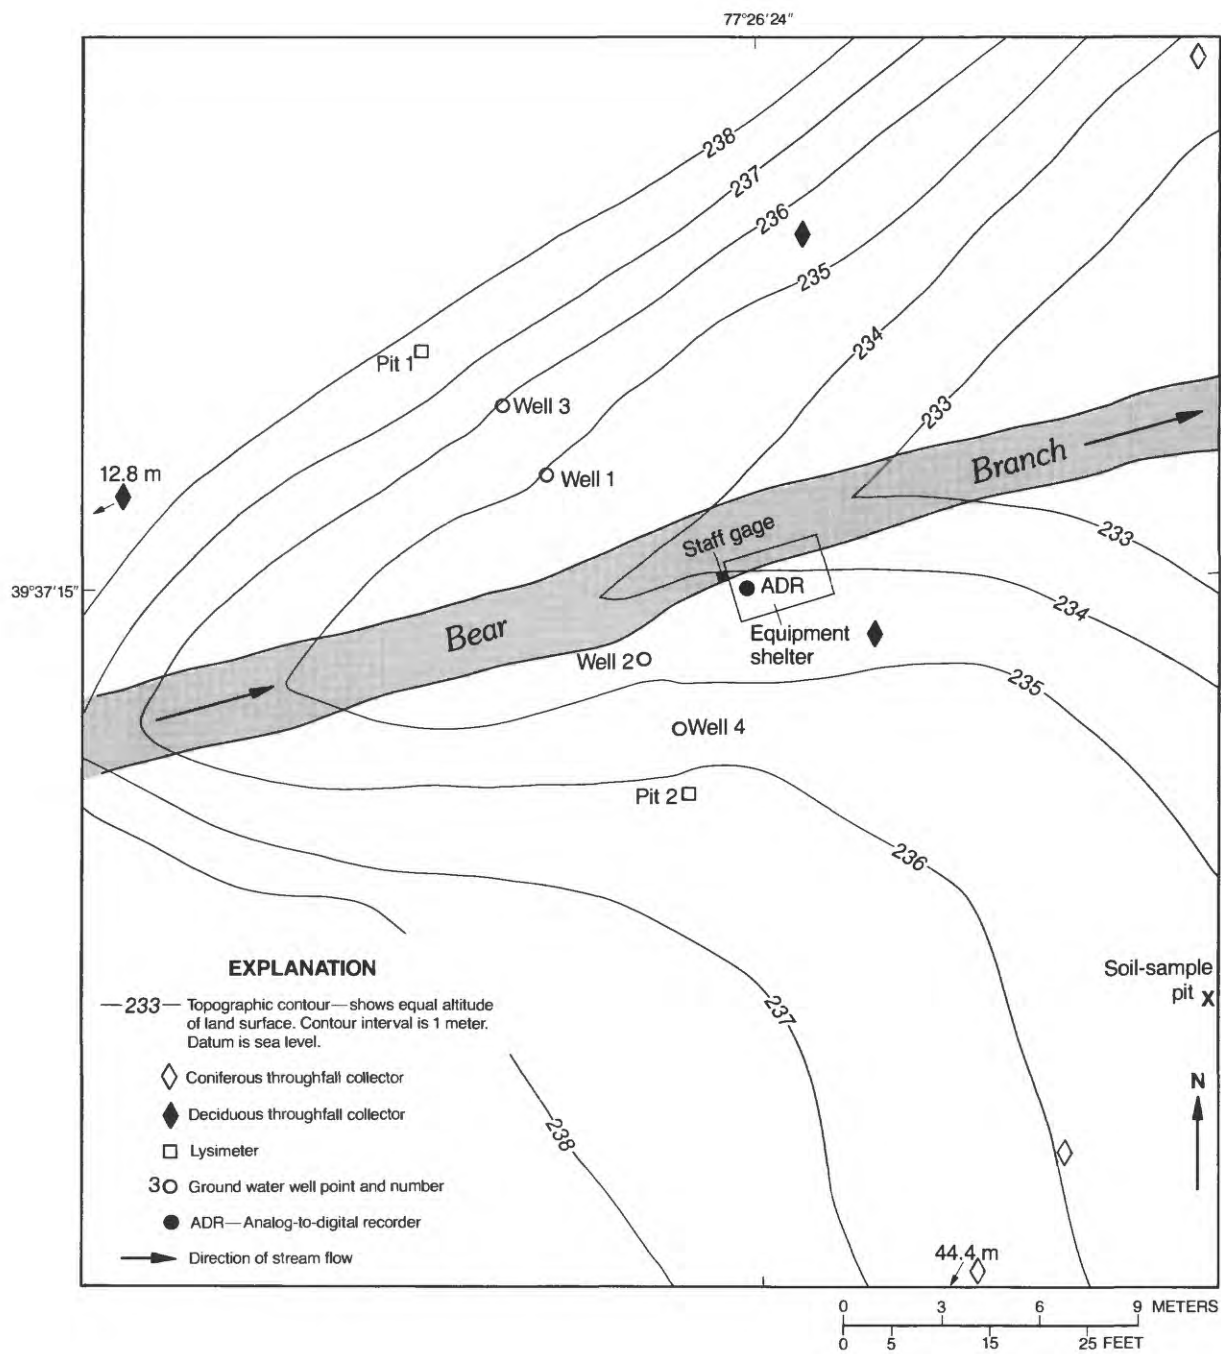 77°26'24"
238
237
236
235
234
233
Pit 1
Well 3
12.8 m
Well 1
Branch
Staff gage
233
39°37'15"
ADR
234
Bear
Equipment
shelter
Well 2
235
Well 4
Pit 2
236
EXPLANATION
Soil-sample
pit X
—233— Topographic contour—shows equal altitude
of land surface. Contour interval is 1 meter.
Datum is sea level.
237
Coniferous throughfall collector
N
Deciduous throughfall collector
238
Lysimeter
3 Ground water well point and number
ADR—Analog-to-digital recorder
Direction of stream flow
44.4 m
0 3 6 9 METERS
0 5 15 25 FEET